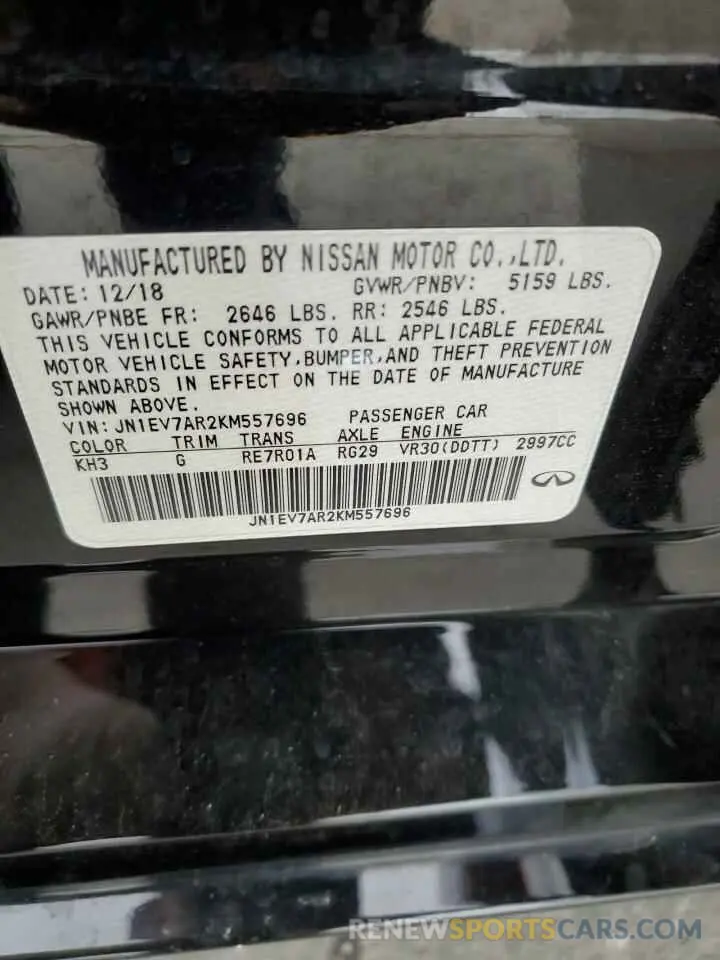 MANUFACTURED BY NISSAN MOTOR CO.,LTD.
DATE: 12/18 GVWR/PNBV: 5159 LBS.
GAWR/PNBE FR: 2646 LBS. RR: 2546 LBS.
THIS VEHICLE CONFORMS TO ALL APPLICABLE FEDERAL
MOTOR VEHICLE SAFETY,BUMPER,AND THEFT PREVENTION
STANDARDS IN EFFECT ON THE DATE OF MANUFACTURE
SHOWN ABOVE.
VIN: JN1EV7AR2KM557696 PASSENGER CAR
COLOR TRIM TRANS AXLE ENGINE
KH3 G RE7R01A RG29 VR30(DDTT) 2997CC
JN1EV7AR2KM557696
RENEWSPORTSCARS.COM